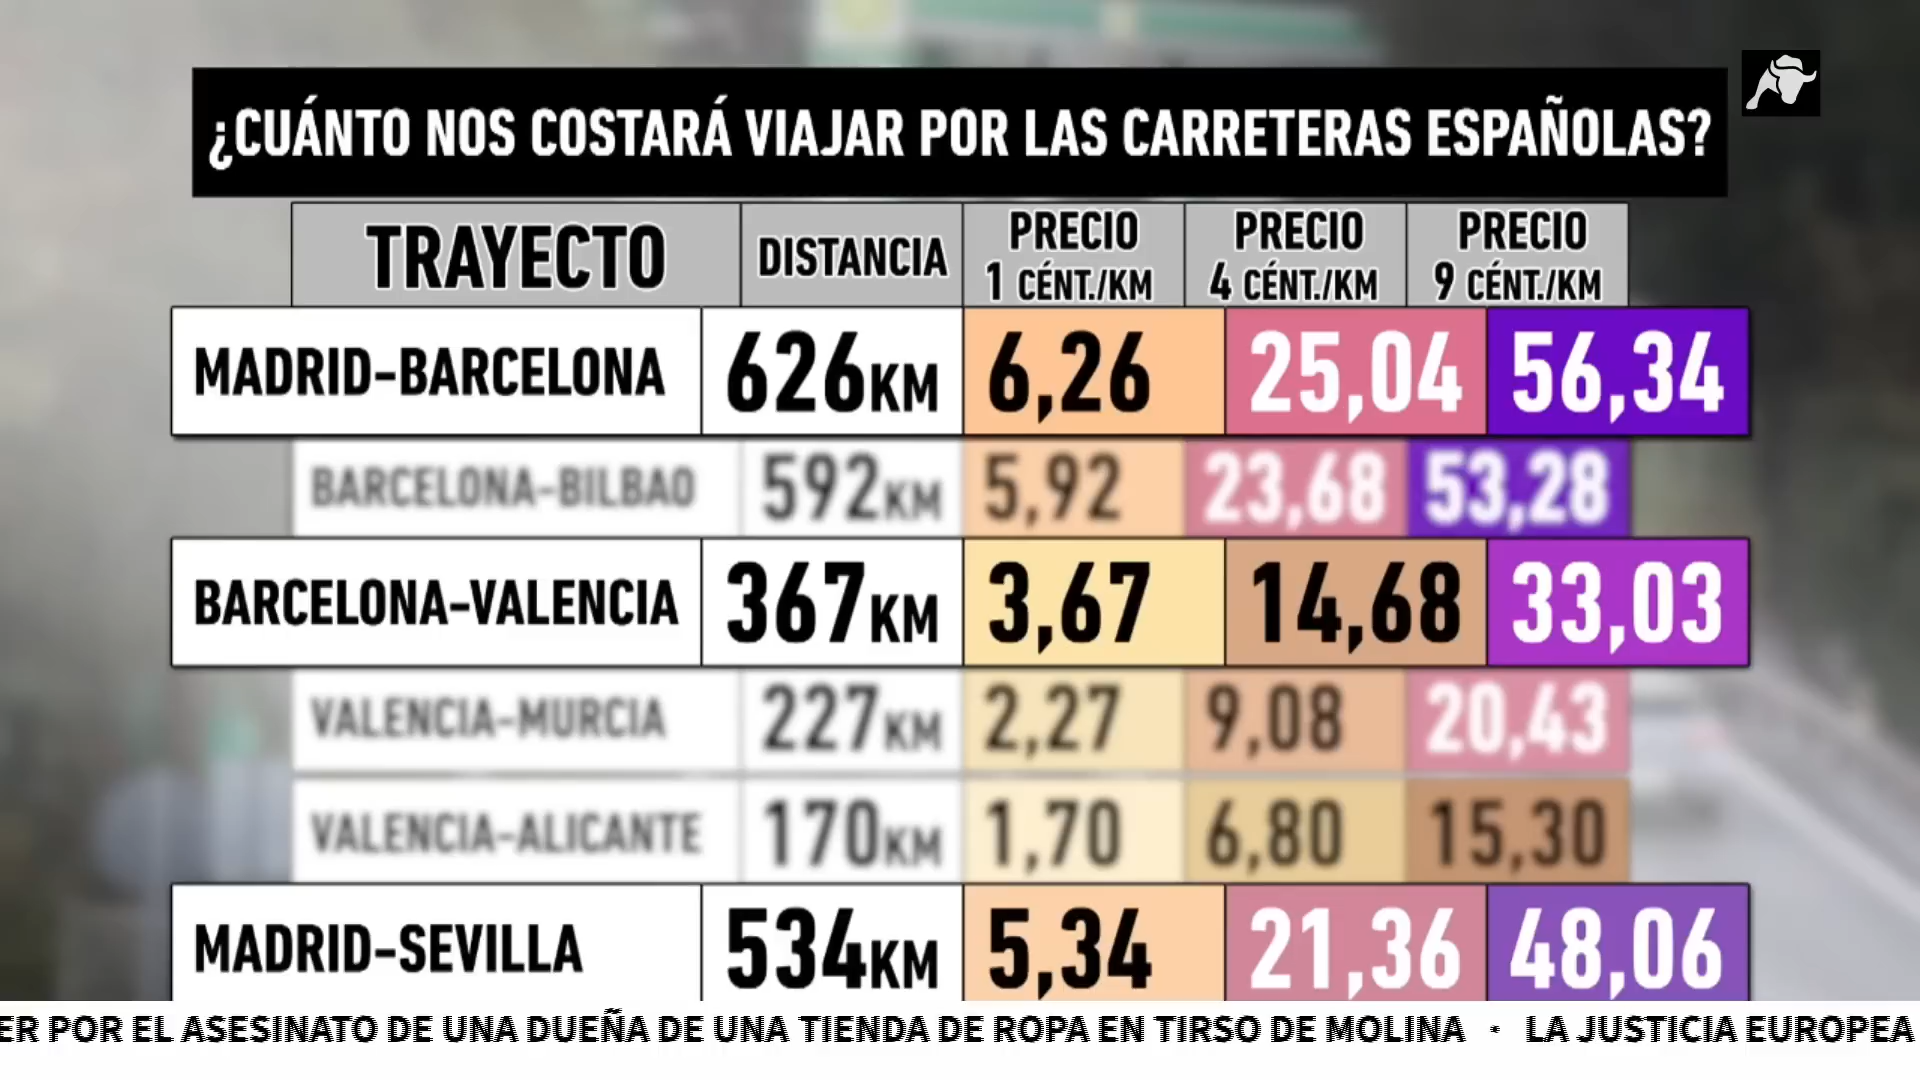 ¿CUÁNTO NOS COSTARÁ VIAJAR POR LAS CARRETERAS ESPAÑOLAS?
TRAYECTO DISTANCIA PRECIO 1 CÉNT./KM PRECIO 4 CÉNT./KM PRECIO 9 CÉNT./KM
MADRID-BARCELONA 626KM 6,26 25,04 56,34
BARCELONA-BILBAO 592KM 5,92 23,68 53,28
BARCELONA-VALENCIA 367KM 3,67 14,68 33,03
VALENCIA-MURCIA 227KM 2,27 9,08 20,43
VALENCIA-ALICANTE 170KM 1,70 6,80 15,30
MADRID-SEVILLA 534KM 5,34 21,36 48,06
ER POR EL ASESINATO DE UNA DUEÑA DE UNA TIENDA DE ROPA EN TIRSO DE MOLINA · LA JUSTICIA EUROPEA